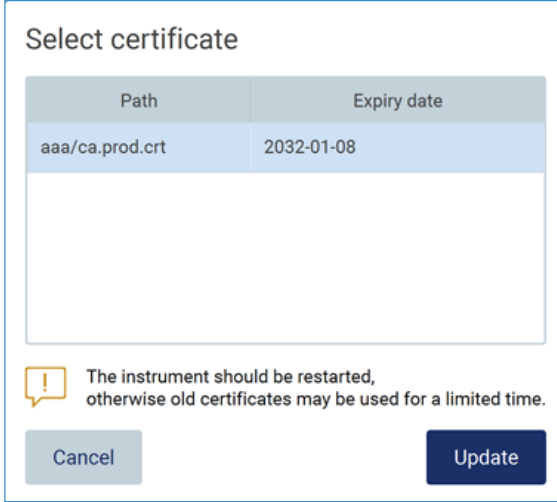 Select certificate
Path Expiry date
aaa/ca.prod.crt 2032-01-08
!
The instrument should be restarted,
otherwise old certificates may be used for a limited time.
Cancel Update